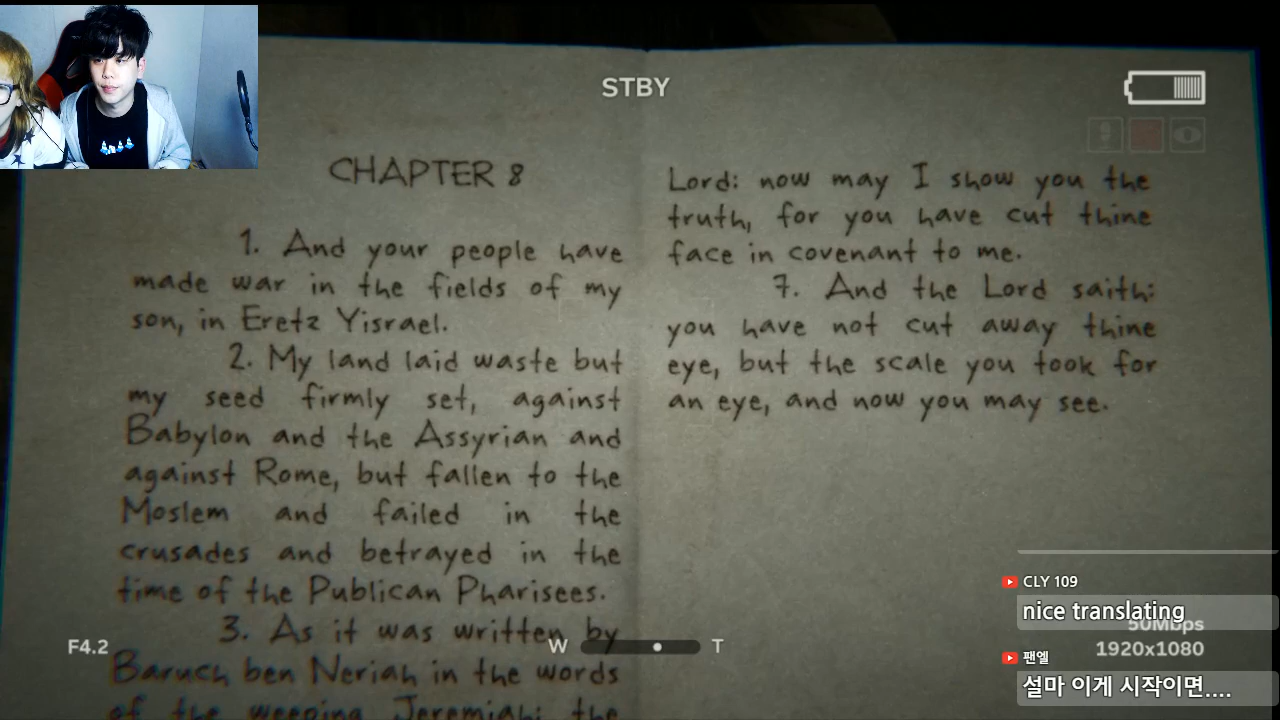 STBY
CHAPTER 8
1. And your people have
made war in the fields of my
son, in Eretz Yisrael.
2. My land laid waste but
my seed firmly set, against
Babylon and the Assyrian and
against Rome, but fallen to the
Moslem and failed in the
crusades and betrayed in the
time of the Publican Pharisees.
3. As it was written by
Baruch ben Neriah in the words
of the weeping Jeremiah: the
Lord: now may I show you the
truth, for you have cut thine
face in covenant to me.
7. And the Lord saith:
you have not cut away thine
eye, but the scale you took for
an eye, and now you may see.
F4.2
W
T
CLY 109
nice translating
50Mbps
1920x1080
팬엘
설마 이게 시작이면....